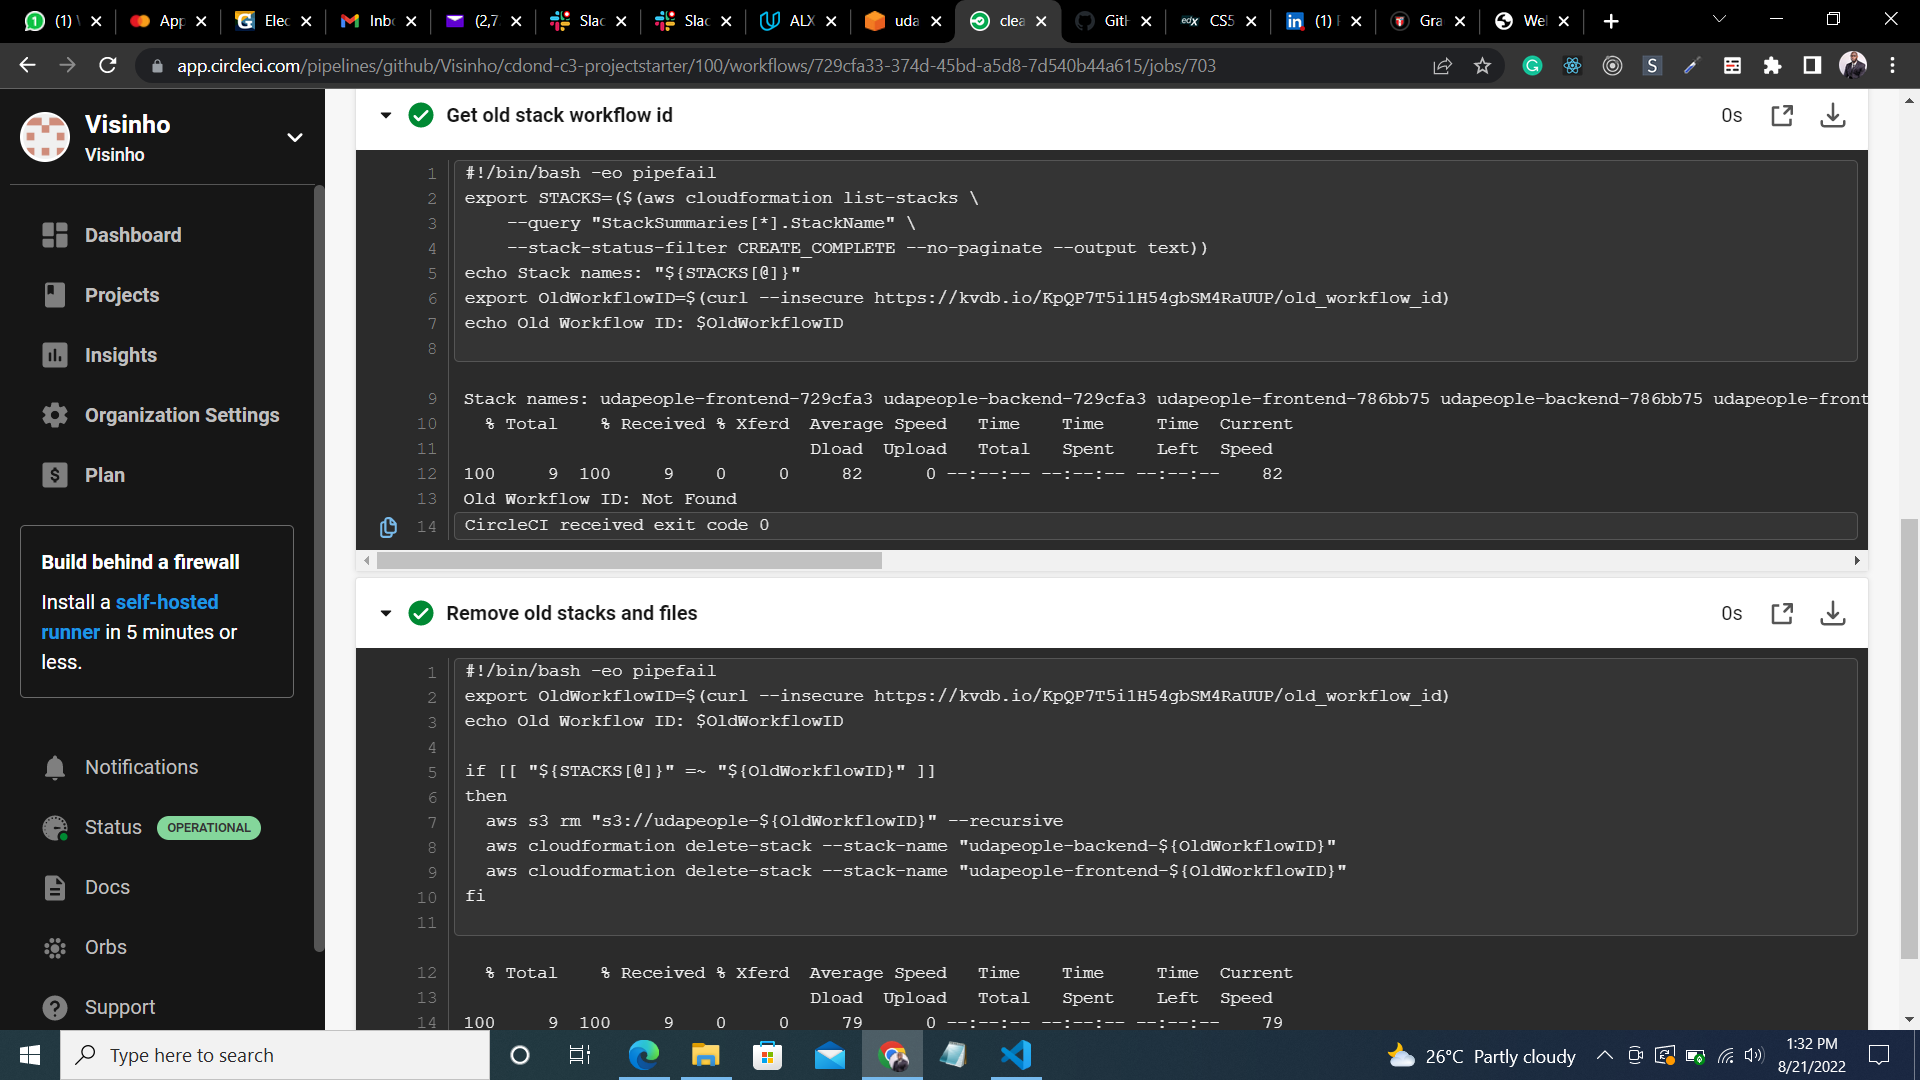 (1) \
App
Elec
Inbo
(2,7
Slac
Slac
ALX
uda
clea
GitH
edX CS5
in (1) F
Gra
Wel
app.circleci.com/pipelines/github/Visinho/cdond-c3-projectstarter/100/workflows/729cfa33-374d-45bd-a5d8-7d540b44a615/jobs/703
Visinho
Visinho
Dashboard
Projects
Insights
Organization Settings
Plan
Build behind a firewall
Install a self-hosted
runner in 5 minutes or
less.
Notifications
Status OPERATIONAL
Docs
Orbs
Support
Get old stack workflow id 0s
1 #!/bin/bash -eo pipefail
2 export STACKS=($(aws cloudformation list-stacks \
3 --query "StackSummaries[*].StackName" \
4 --stack-status-filter CREATE_COMPLETE --no-paginate --output text))
5 echo Stack names: "${STACKS[@]}"
6 export OldWorkflowID=$(curl --insecure https://kvdb.io/KpQP7T5i1H54gbSM4RaUUP/old_workflow_id)
7 echo Old Workflow ID: $OldWorkflowID
8
9 Stack names: udapeople-frontend-729cfa3 udapeople-backend-729cfa3 udapeople-frontend-786bb75 udapeople-backend-786bb75 udapeople-front
10 % Total % Received % Xferd Average Speed Time Time Time Current
11 Dload Upload Total Spent Left Speed
12 100 9 100 9 0 0 82 0 --:--:-- --:--:-- --:--:-- 82
13 Old Workflow ID: Not Found
14 CircleCI received exit code 0
Remove old stacks and files 0s
1 #!/bin/bash -eo pipefail
2 export OldWorkflowID=$(curl --insecure https://kvdb.io/KpQP7T5i1H54gbSM4RaUUP/old_workflow_id)
3 echo Old Workflow ID: $OldWorkflowID
4
5 if [[ "${STACKS[@]}" =~ "${OldWorkflowID}" ]]
6 then
7 aws s3 rm "s3://udapeople-${OldWorkflowID}" --recursive
8 aws cloudformation delete-stack --stack-name "udapeople-backend-${OldWorkflowID}"
9 aws cloudformation delete-stack --stack-name "udapeople-frontend-${OldWorkflowID}"
10 fi
11
12 % Total % Received % Xferd Average Speed Time Time Time Current
13 Dload Upload Total Spent Left Speed
14 100 9 100 9 0 0 79 0 --:--:-- --:--:-- --:--:-- 79
Type here to search
26°C Partly cloudy
1:32 PM
8/21/2022